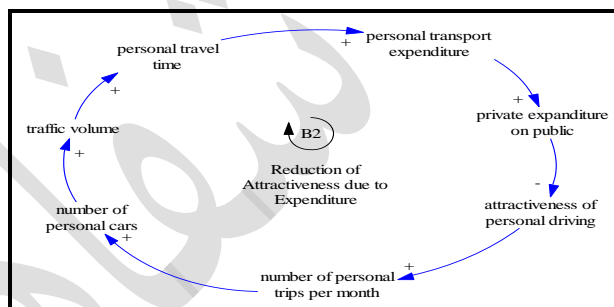 personal travel
time
+
personal transport
expenditure
+
private expanditure
on public
-
attractiveness of
personal driving
+
number of personal
trips per month
+
number of
personal cars
+
traffic volume
+
B2
Reduction of
Attractiveness due to
Expenditure